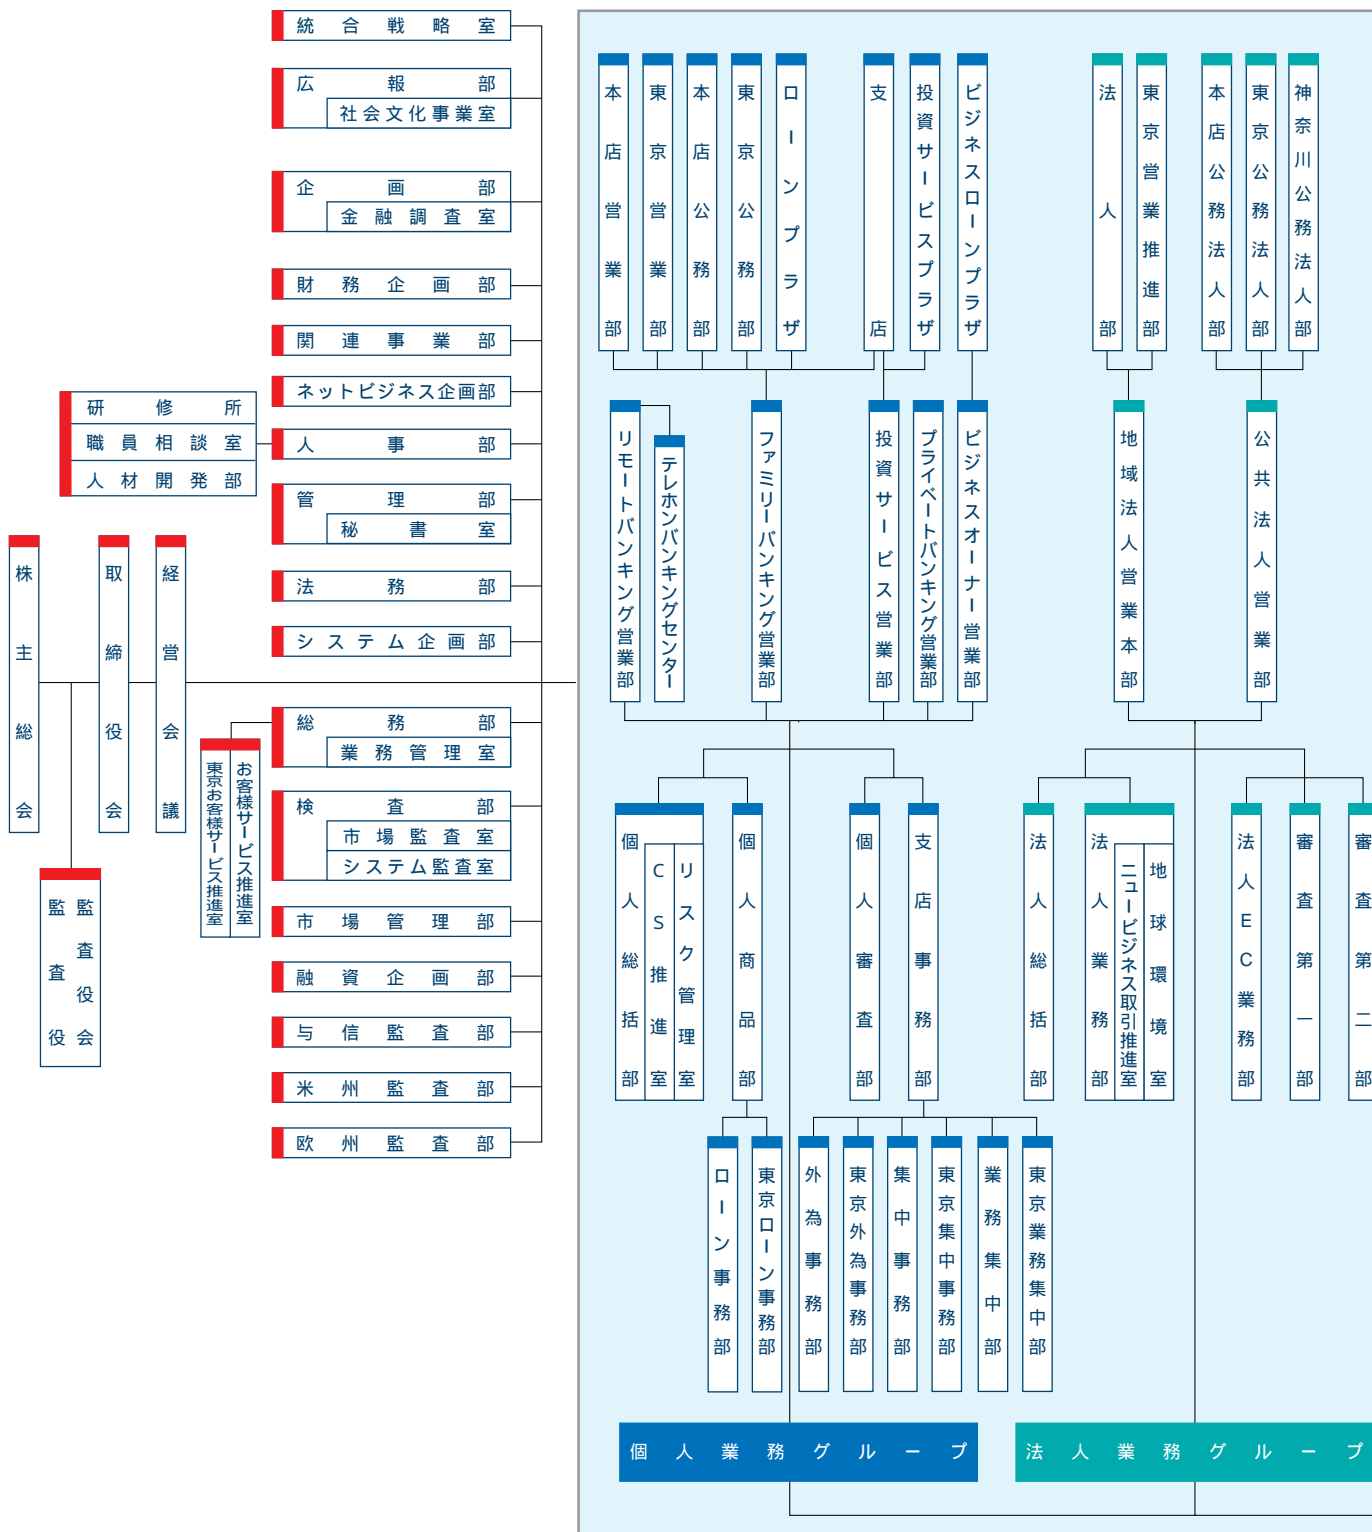 統合戦略室
広報部
社会文化事業室
企画部
金融調査室
財務企画部
関連事業部
ネットビジネス企画部
研修所
職員相談室
人材開発部
人事部
管理部
秘書室
法務部
システム企画部
株主総会
取締役会
経営会議
監査役会
監査役
総務部
業務管理室
お客様サービス推進室
東京お客様サービス推進室
検査部
市場監査室
システム監査室
市場管理部
融資企画部
与信監査部
米州監査部
欧州監査部
本店営業部
東京営業部
本店公務部
東京公務部
ローンプラザ
支店
投資サービスプラザ
ビジネスローンプラザ
法人部
東京営業推進部
本店公務法人部
東京公務法人部
神奈川公務法人部
リモートバンキング営業部
テレホンバンキングセンター
ファミリーバンキング営業部
投資サービス営業部
プライベートバンキング営業部
ビジネスオーナー営業部
地域法人営業本部
公共法人営業部
個人総括部
CS推進室
リスク管理室
個人商品部
個人審査部
支店事務部
法人総括部
法人業務部
ニュービジネス取引推進室
地球環境室
法人EC業務部
審査第一部
審査第二部
ローン事務部
東京ローン事務部
外為事務部
東京外為事務部
集中事務部
東京集中事務部
業務集中部
東京業務集中部
個人業務グループ
法人業務グループ